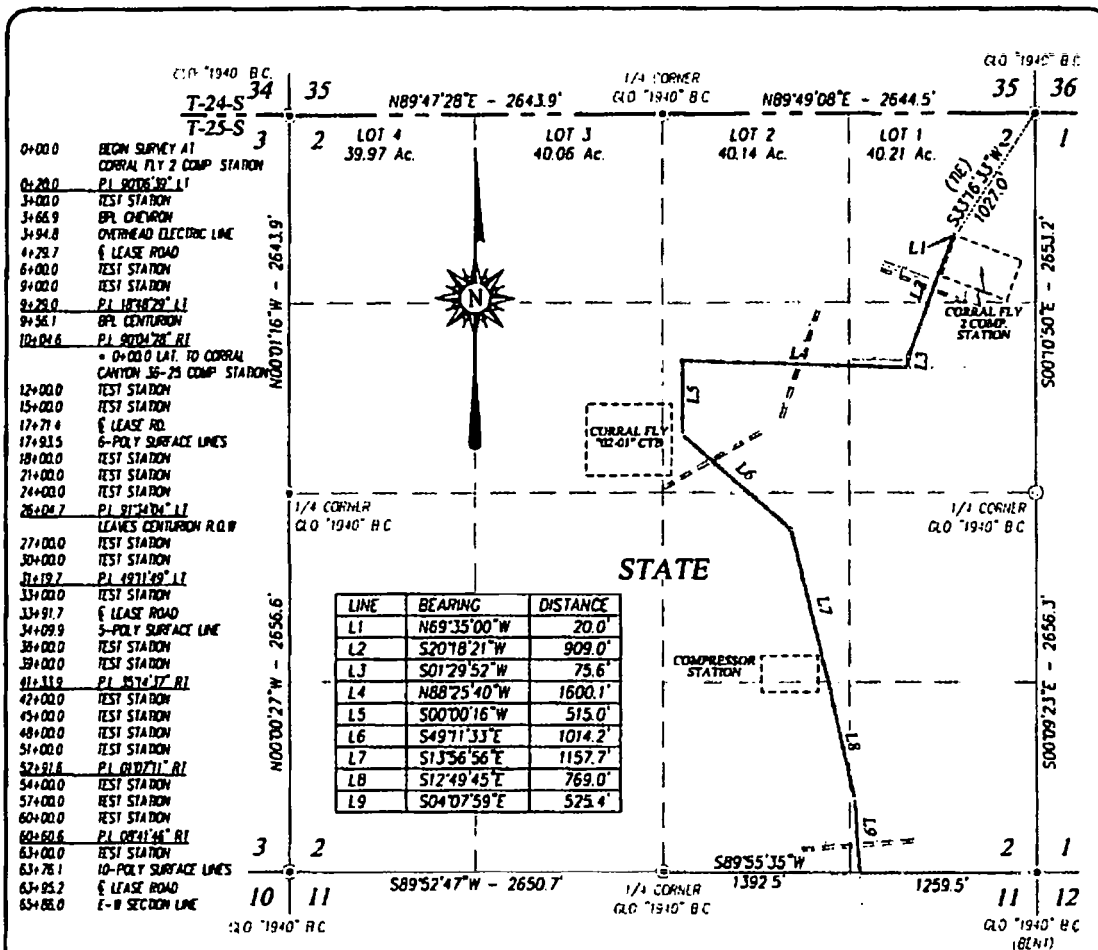 GLO "1940" B.C.
34 35
T-24-S
T-25-S
3 2
N89°47'28"E - 2643.9'
1/4 CORNER
GLO "1940" B.C
N89°49'08"E - 2644.5'
GLO "1940" B.C
35 36
2 1
LOT 4
39.97 Ac.
LOT 3
40.06 Ac.
LOT 2
40.14 Ac.
LOT 1
40.21 Ac.
(TIE)
S33°16'33"W
1027.0'
0+00.0 BEGIN SURVEY AT
CORRAL FLY 2 COMP STATION
0+20.0 P.I. 90°06'39" LT
3+00.0 TEST STATION
3+66.9 BPL CHEVRON
3+94.8 OVERHEAD ELECTRIC LINE
4+29.7 ℄ LEASE ROAD
6+00.0 TEST STATION
9+00.0 TEST STATION
9+29.0 P.I. 18°48'29" LT
9+56.1 BPL CENTURION
10+04.6 P.I. 90°04'28" RT
= 0+00.0 LAT. TO CORRAL
CANYON 36-25 COMP STATION
12+00.0 TEST STATION
15+00.0 TEST STATION
17+71.4 ℄ LEASE RD.
17+93.5 6-POLY SURFACE LINES
18+00.0 TEST STATION
21+00.0 TEST STATION
24+00.0 TEST STATION
26+04.7 P.I. 91°34'04" LT
LEAVES CENTURION R.O.W
27+00.0 TEST STATION
30+00.0 TEST STATION
31+19.7 P.I. 49°11'49" LT
33+00.0 TEST STATION
33+91.7 ℄ LEASE ROAD
34+09.9 5-POLY SURFACE LINE
36+00.0 TEST STATION
39+00.0 TEST STATION
41+33.9 P.I. 35°14'37" RT
42+00.0 TEST STATION
45+00.0 TEST STATION
48+00.0 TEST STATION
51+00.0 TEST STATION
52+91.6 P.I. 01°07'11" RT
54+00.0 TEST STATION
57+00.0 TEST STATION
60+00.0 TEST STATION
60+60.6 P.I. 08°41'46" RT
63+00.0 TEST STATION
63+76.1 10-POLY SURFACE LINES
63+95.2 ℄ LEASE ROAD
65+86.0 E-W SECTION LINE
N00°01'16"W - 2643.9'
N
L1
L2
CORRAL FLY
2 COMP.
STATION
L3
L4
L5
S00°10'50"E - 2653.2'
CORRAL FLY
"02-01" CTB
L6
1/4 CORNER
GLO "1940" B.C
1/4 CORNER
GLO "1940" B.C
STATE
LINE BEARING DISTANCE
L1 N69°35'00"W 20.0'
L2 S20°18'21"W 909.0'
L3 S01°29'52"W 75.6'
L4 N88°25'40"W 1600.1'
L5 S00°00'16"W 515.0'
L6 S49°11'33"E 1014.2'
L7 S13°56'56"E 1157.7'
L8 S12°49'45"E 769.0'
L9 S04°07'59"E 525.4'
L7
COMPRESSOR
STATION
L8
L9
N00°00'27"W - 2656.6'
S00°09'23"E - 2656.3'
3 2
10 11
S89°52'47"W - 2650.7'
1/4 CORNER
GLO "1940" B.C
S89°55'35"W
1392.5'
1259.5'
2 1
11 12
GLO "1940" B.C
GLO "1940" B.C
(BENT)